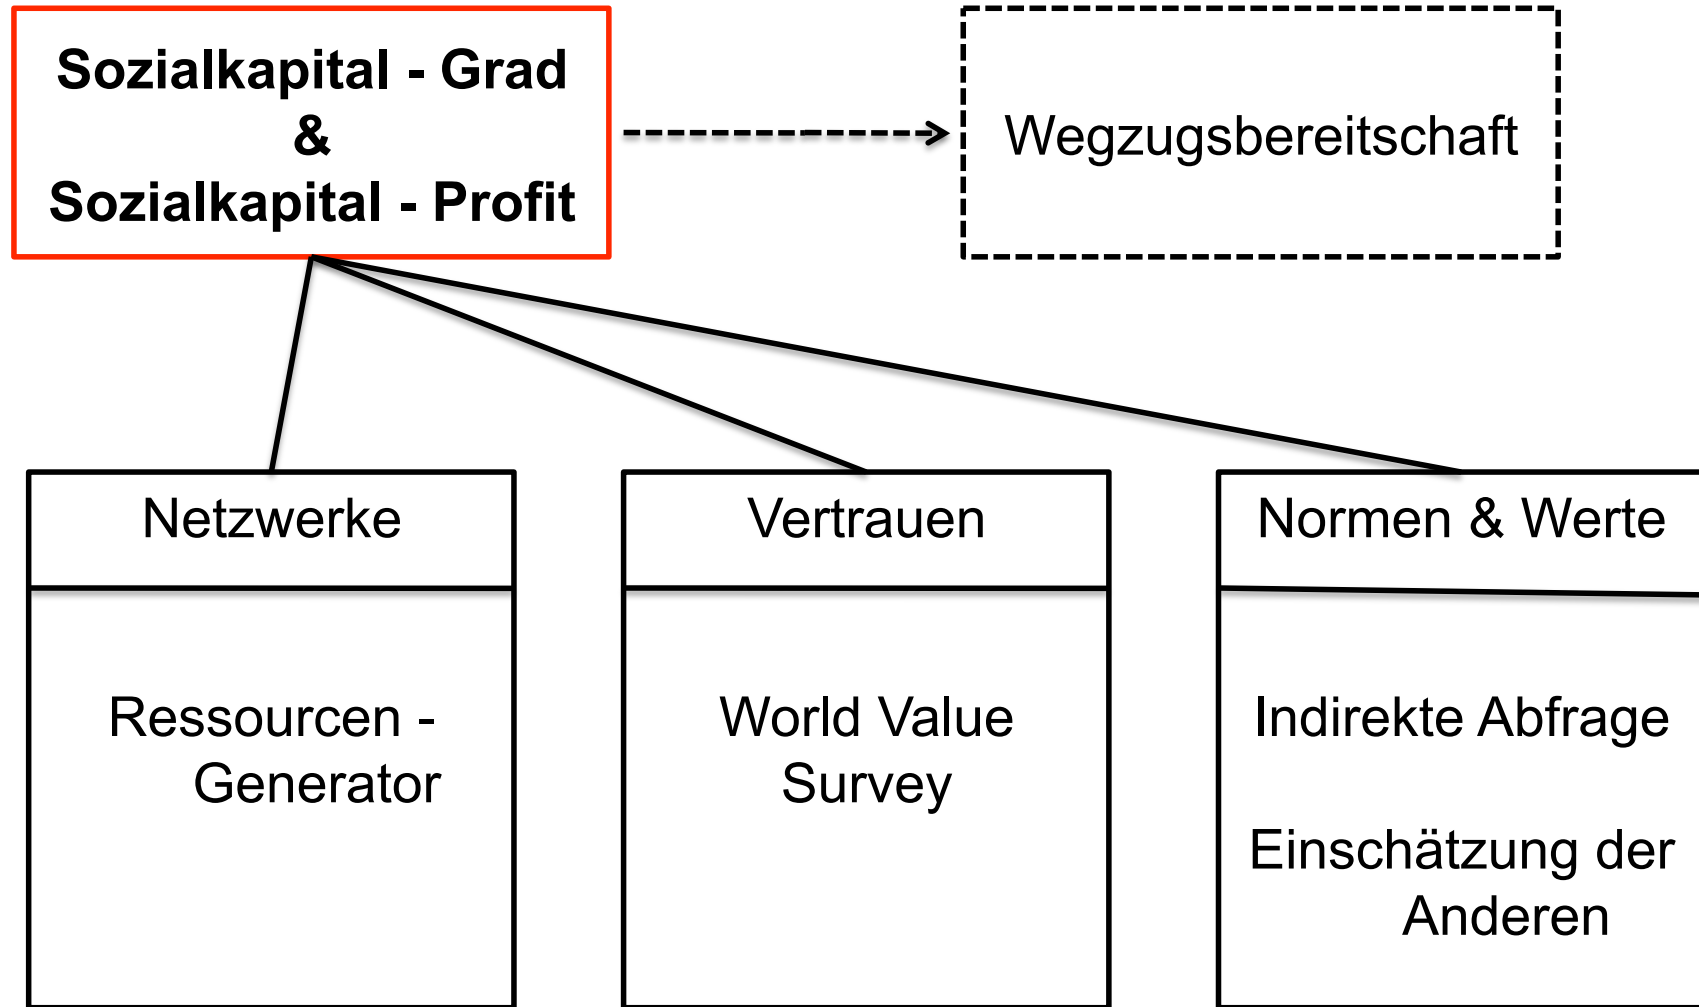 Sozialkapital - Grad
&
Sozialkapital - Profit
Wegzugsbereitschaft
Netzwerke
Ressourcen -
Generator
Vertrauen
World Value
Survey
Normen & Werte
Indirekte Abfrage
Einschätzung der
Anderen